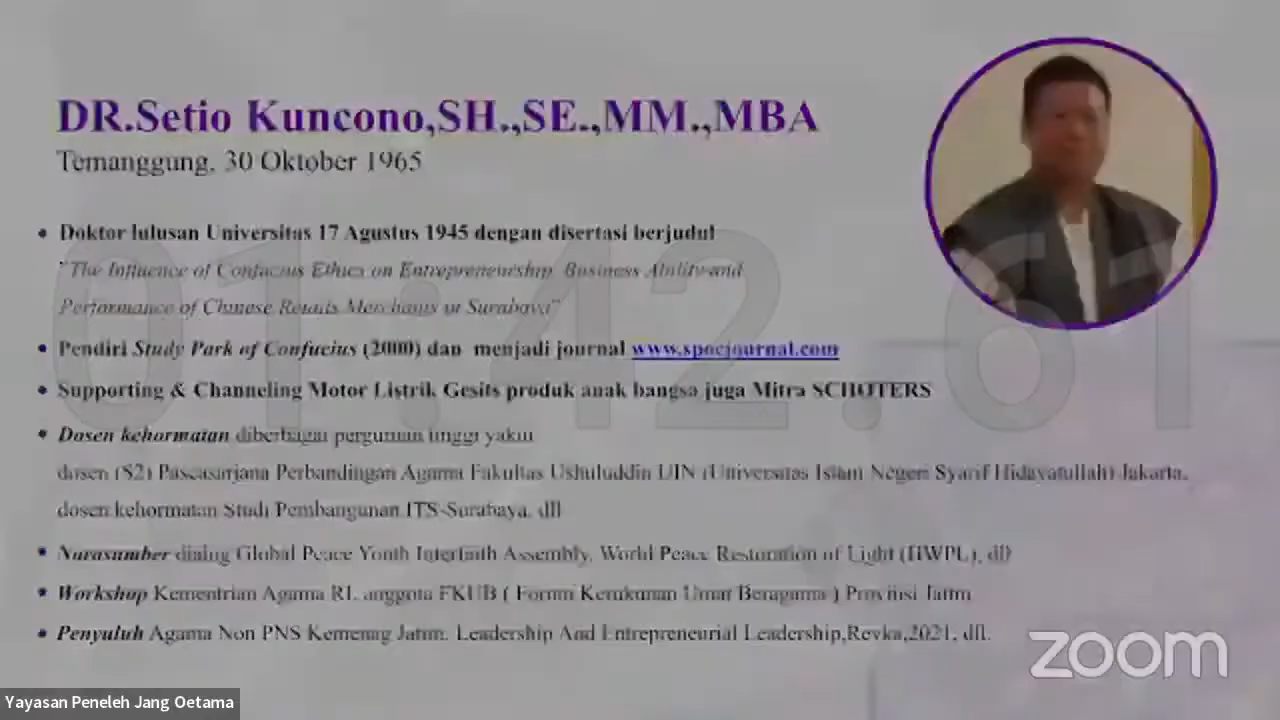 DR.Setio Kuncono,SH.,SE.,MM.,MBA
Temanggung, 30 Oktober 1965
Doktor lulusan Universitas 17 Agustus 1945 dengan disertasi berjudul
"The Influence of Confucius Ethics on Entrepreneurship, Business Ability and
Performance of Chinese Retails Merchants in Surabaya"
Pendiri Study Park of Confucius (2000) dan menjadi journal www.spocjournal.com
Supporting & Channeling Motor Listrik Gesits produk anak bangsa juga Mitra SCHOTERS
Dosen kehormatan diberbagai perguruan tinggi yakni
dosen (S2) Pascasarjana Perbandingan Agama Fakultas Ushuluddin UIN (Universitas Islam Negeri Syarif Hidayatullah) Jakarta,
dosen kehormatan Studi Pembangunan ITS-Surabaya, dll
Narasumber dialog Global Peace Youth Interfaith Assembly, World Peace Restoration of Light (HWPL), dll
Workshop Kementrian Agama RI, anggota FKUB ( Forum Kerukunan Umat Beragama ) Provinsi Jatim
Penyuluh Agama Non PNS Kemenag Jatim, Leadership And Entrepreneurial Leadership,Revka,2021, dll.
01:42.61
zoom
Yayasan Peneleh Jang Oetama